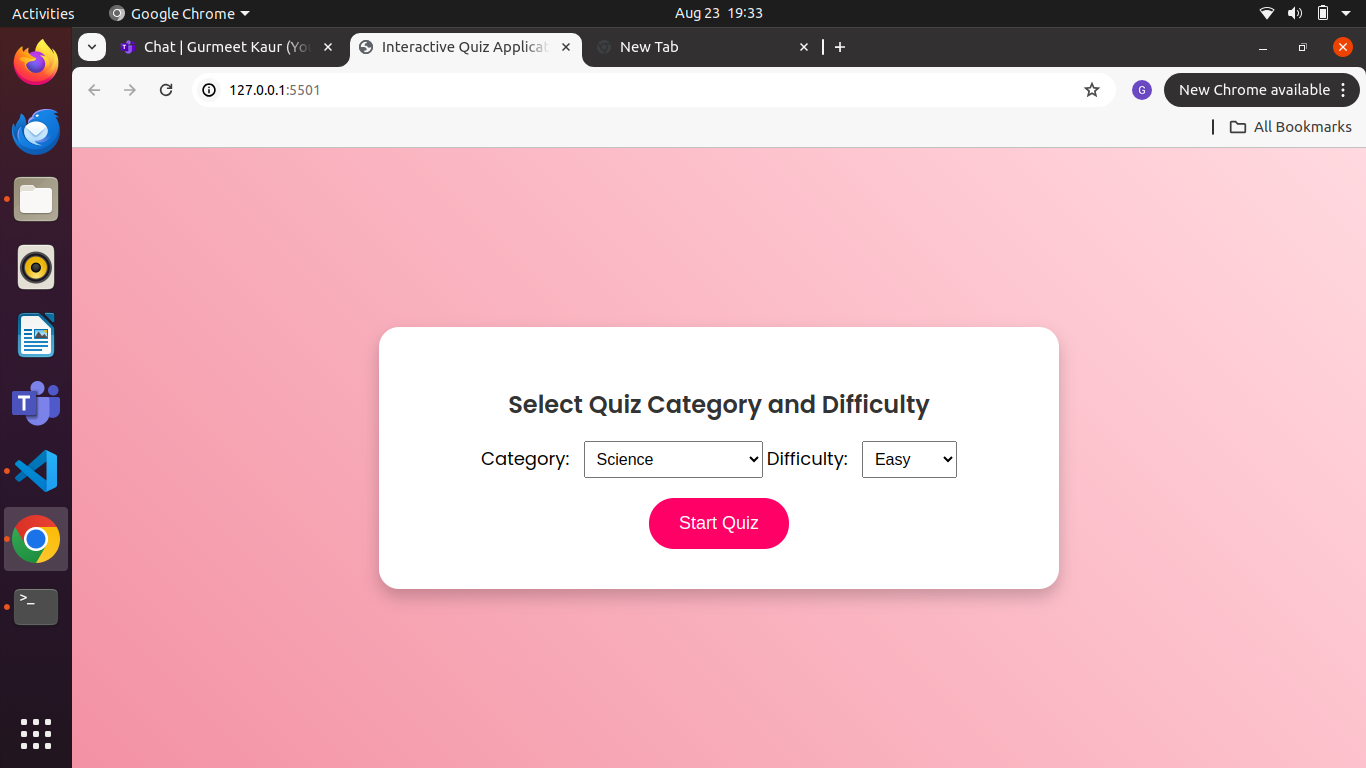 Activities Google Chrome Aug 23 19:33
Chat | Gurmeet Kaur (You Interactive Quiz Applicat New Tab
127.0.0.1:5501 G New Chrome available
All Bookmarks
Select Quiz Category and Difficulty
Category: Science Difficulty: Easy
Start Quiz